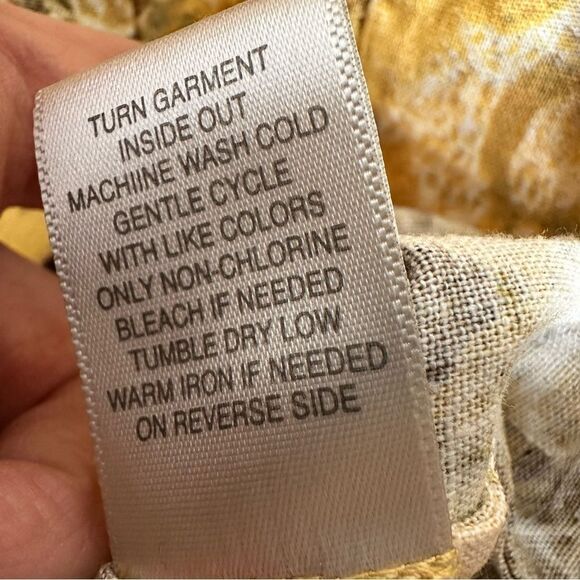 TURN GARMENT
INSIDE OUT
MACHIINE WASH COLD
GENTLE CYCLE
WITH LIKE COLORS
ONLY NON-CHLORINE
BLEACH IF NEEDED
TUMBLE DRY LOW
WARM IRON IF NEEDED
ON REVERSE SIDE